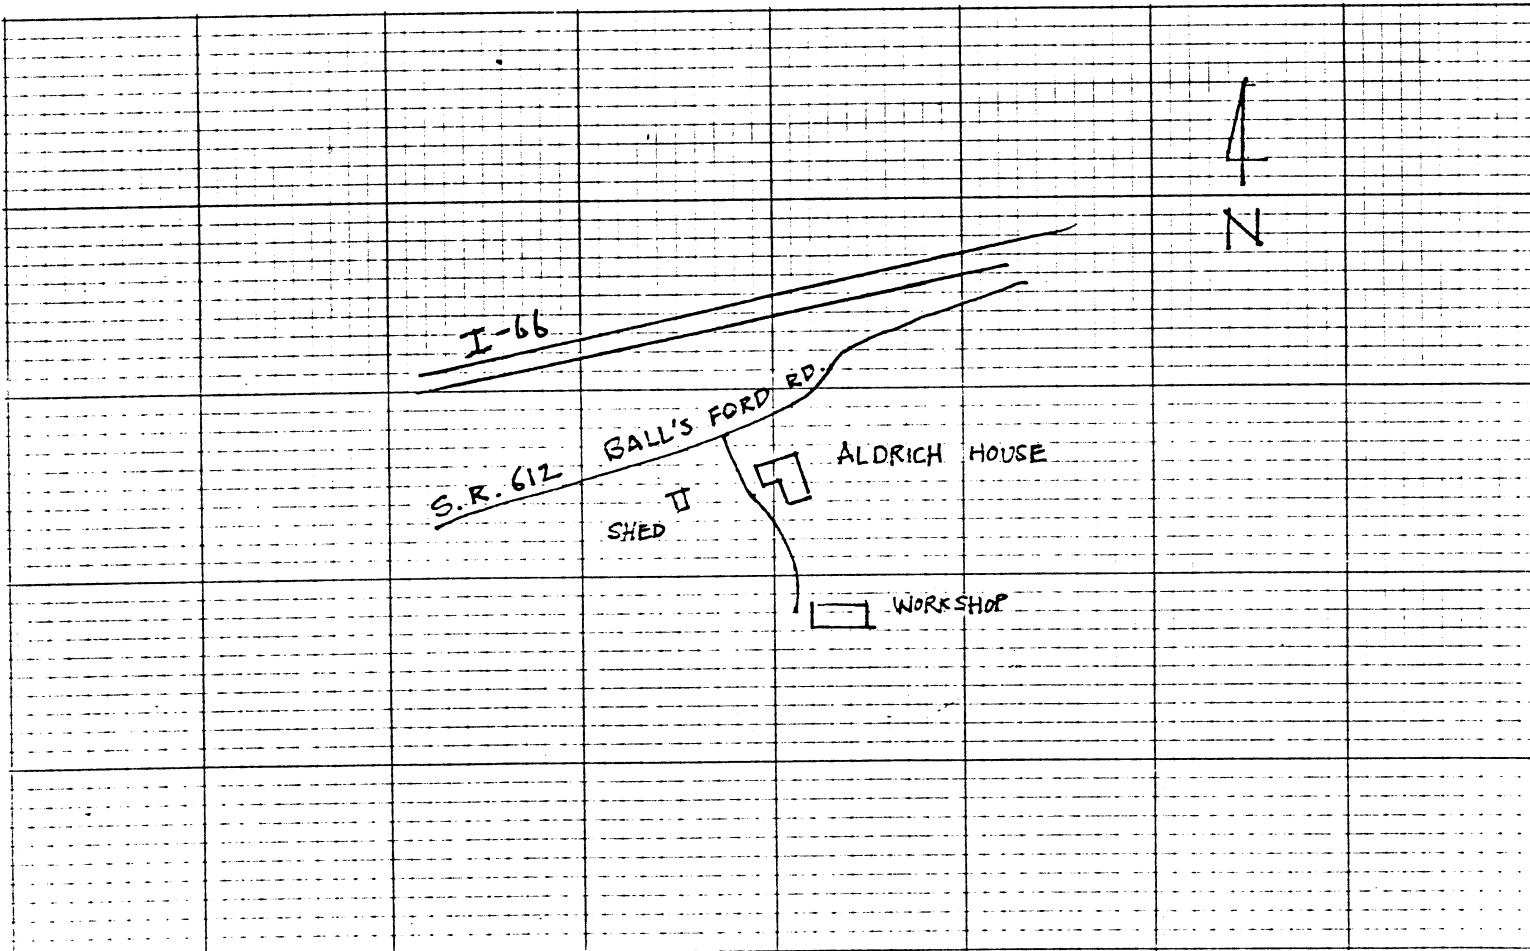 N
I-66
S.R. 612 BALL'S FORD RD.
ALDRICH HOUSE
SHED
WORKSHOP